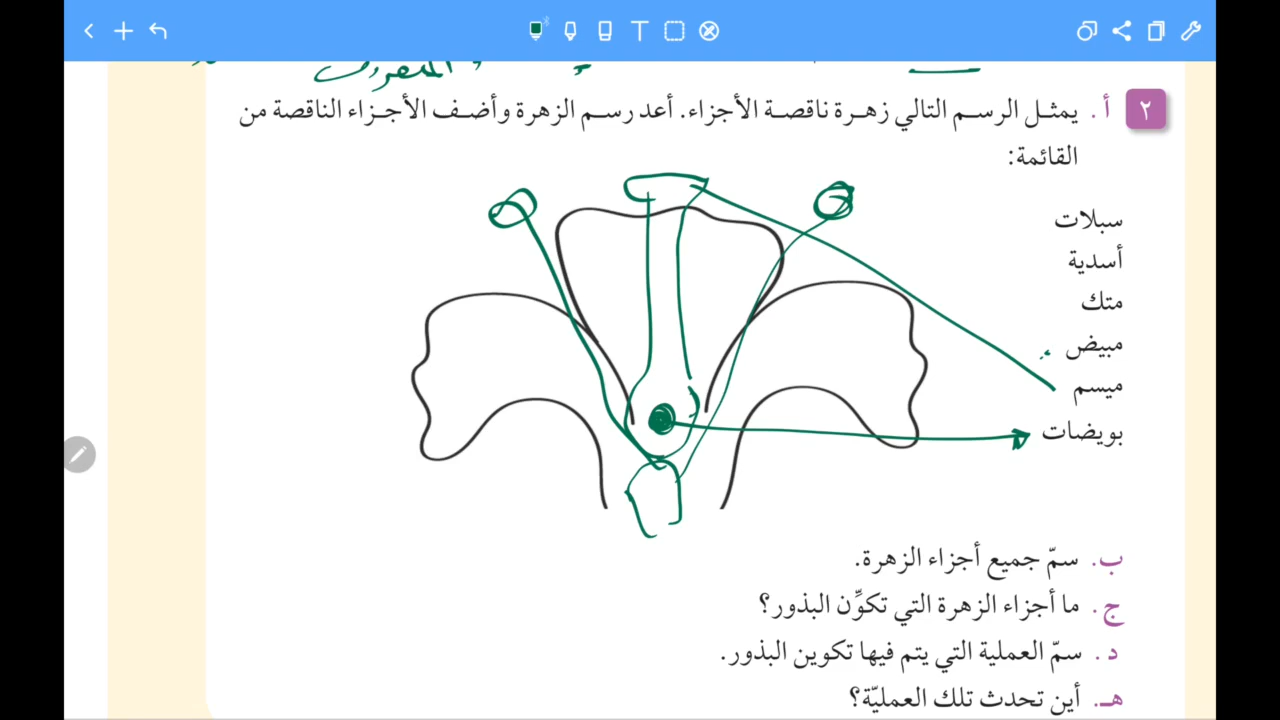 ٢ أ. يمثل الرسم التالي زهرة ناقصة الأجزاء. أعد رسم الزهرة وأضف الأجزاء الناقصة من
القائمة:
سبلات
أسدية
متك
مبيض
ميسم
بويضات
ب. سمّ جميع أجزاء الزهرة.
ج. ما أجزاء الزهرة التي تكوِّن البذور؟
د. سمّ العملية التي يتم فيها تكوين البذور.
هـ. أين تحدث تلك العمليّة؟